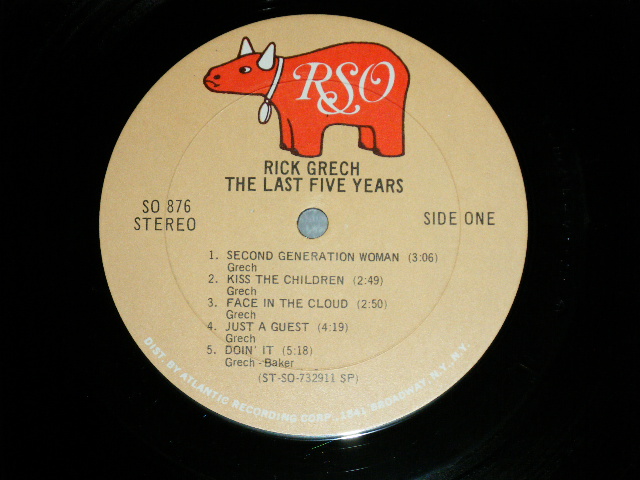 RSO
RICK GRECH
THE LAST FIVE YEARS
SO 876
STEREO
SIDE ONE
1. SECOND GENERATION WOMAN (3:06)
Grech
2. KISS THE CHILDREN (2:49)
Grech
3. FACE IN THE CLOUD (2:50)
Grech
4. JUST A GUEST (4:19)
Grech
5. DOIN' IT (5:18)
Grech - Baker
(ST-SO-732911 SP)
DIST. BY ATLANTIC RECORDING CORP., 1841 BROADWAY, N.Y., N.Y.